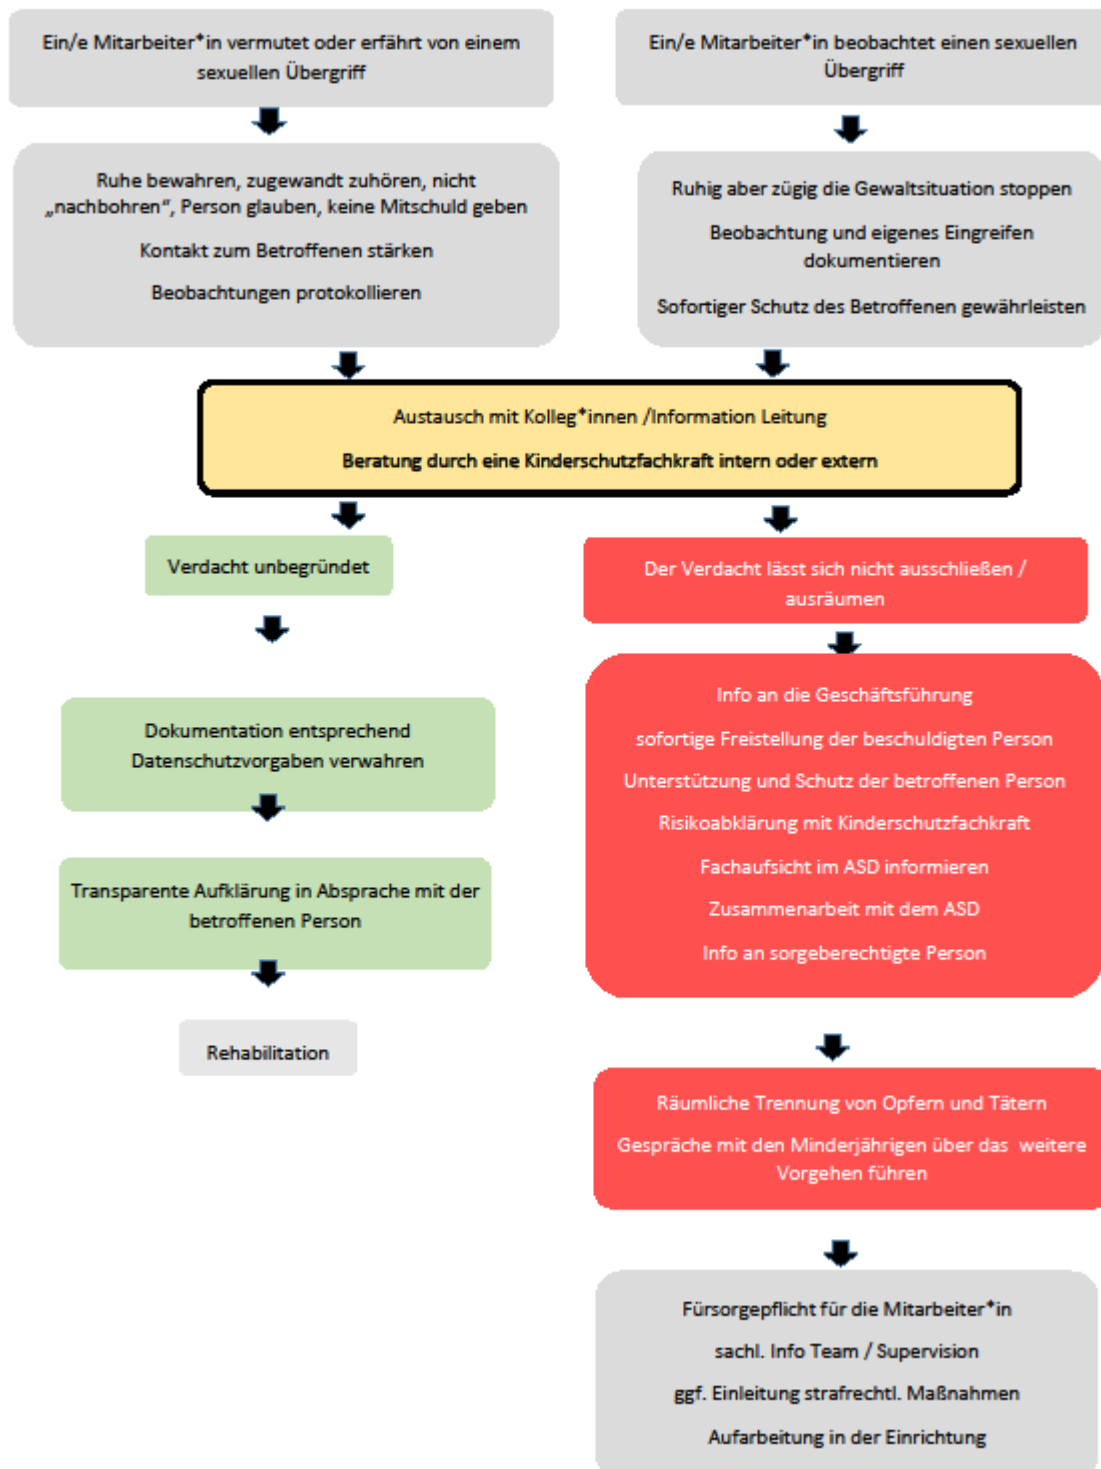 Ein/e Mitarbeiter*in vermutet oder erfährt von einem
sexuellen Übergriff
Ein/e Mitarbeiter*in beobachtet einen sexuellen
Übergriff
Ruhe bewahren, zugewandt zuhören, nicht
„nachbohren“, Person glauben, keine Mitschuld geben
Kontakt zum Betroffenen stärken
Beobachtungen protokollieren
Ruhig aber zügig die Gewaltsituation stoppen
Beobachtung und eigenes Eingreifen
dokumentieren
Sofortiger Schutz des Betroffenen gewährleisten
Austausch mit Kolleg*innen /Information Leitung
Beratung durch eine Kinderschutzfachkraft intern oder extern
Verdacht unbegründet
Dokumentation entsprechend
Datenschutzvorgaben verwahren
Transparente Aufklärung in Absprache mit der
betroffenen Person
Rehabilitation
Der Verdacht lässt sich nicht ausschließen /
ausräumen
Info an die Geschäftsführung
sofortige Freistellung der beschuldigten Person
Unterstützung und Schutz der betroffenen Person
Risikoabklärung mit Kinderschutzfachkraft
Fachaufsicht im ASD informieren
Zusammenarbeit mit dem ASD
Info an sorgeberechtigte Person
Räumliche Trennung von Opfern und Tätern
Gespräche mit den Minderjährigen über das weitere
Vorgehen führen
Fürsorgepflicht für die Mitarbeiter*in
sachl. Info Team / Supervision
ggf. Einleitung strafrechtl. Maßnahmen
Aufarbeitung in der Einrichtung